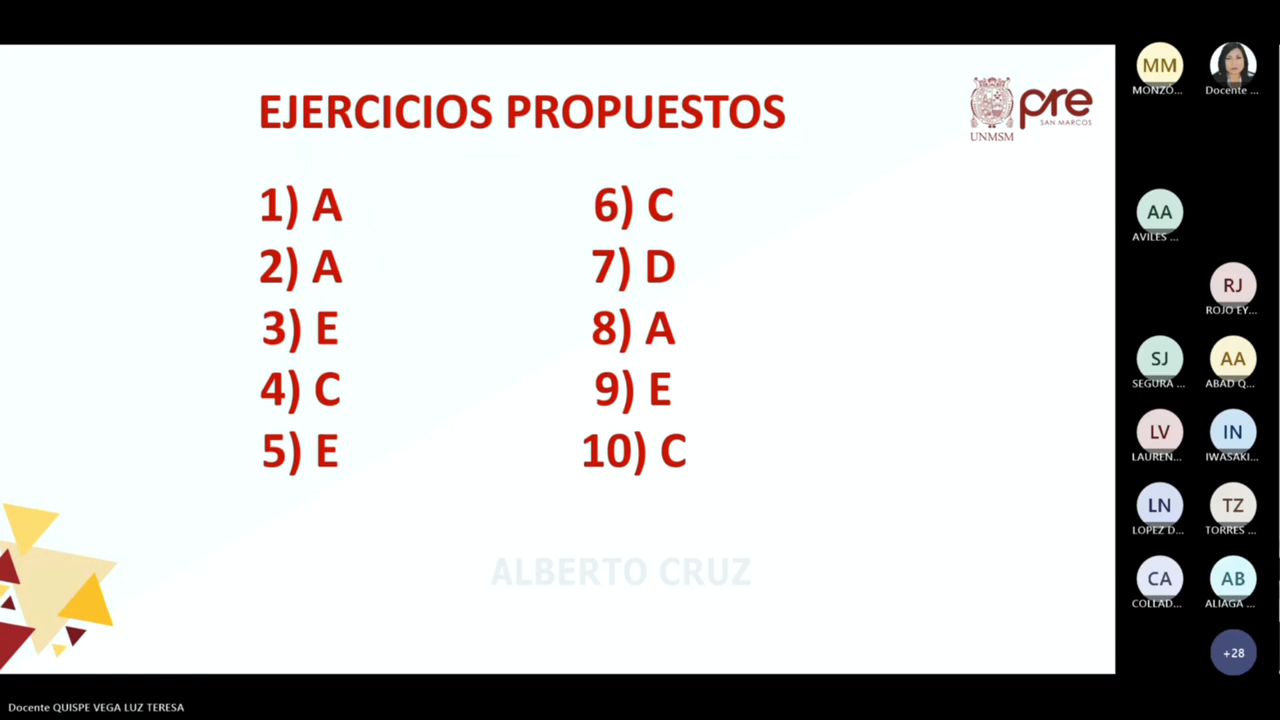 EJERCICIOS PROPUESTOS
UNMSM
pre
SAN MARCOS
1) A
2) A
3) E
4) C
5) E
6) C
7) D
8) A
9) E
10) C
ALBERTO CRUZ
MM
MONZO...
Docente ...
AA
AVILES ...
RJ
ROJO EY...
SJ
SEGURA ...
AA
ABAD Q...
LV
LAUREN...
IN
IWASAKI...
LN
LOPEZ D...
TZ
TORRES ...
CA
COLLAD...
AB
ALIAGA ...
+28
Docente QUISPE VEGA LUZ TERESA